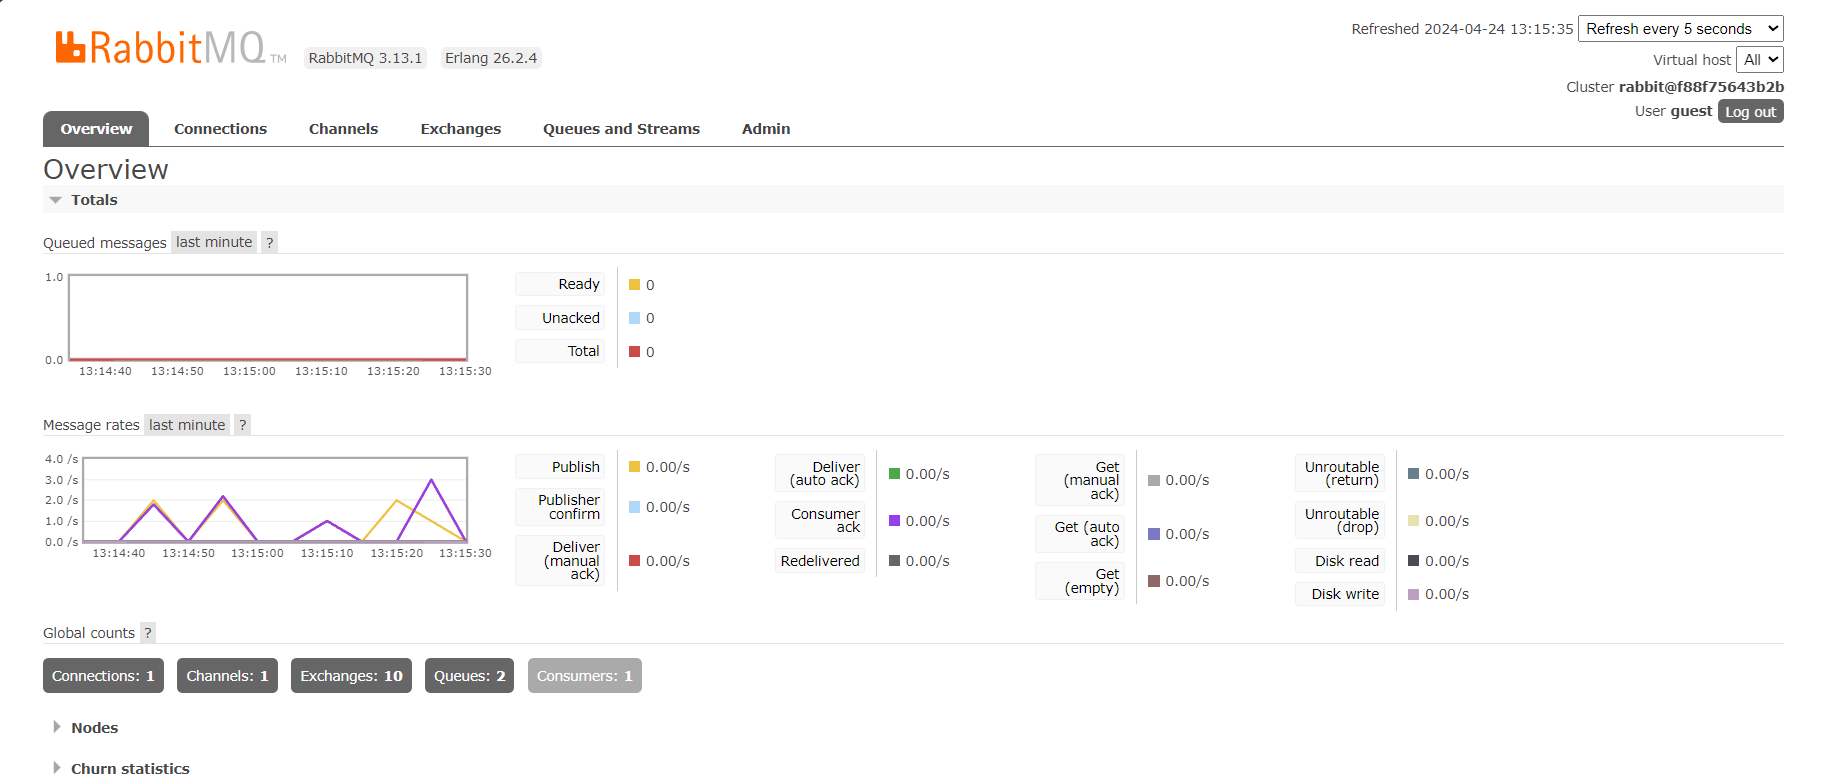 RabbitMQ TM RabbitMQ 3.13.1 Erlang 26.2.4
Refreshed 2024-04-24 13:15:35 Refresh every 5 seconds
Virtual host All
Cluster rabbit@f88f75643b2b
User guest Log out
Overview Connections Channels Exchanges Queues and Streams Admin
Overview
Totals
Queued messages last minute ?
1.0
0.0
13:14:40 13:14:50 13:15:00 13:15:10 13:15:20 13:15:30
Ready 0
Unacked 0
Total 0
Message rates last minute ?
4.0 /s
3.0 /s
2.0 /s
1.0 /s
0.0 /s
13:14:40 13:14:50 13:15:00 13:15:10 13:15:20 13:15:30
Publish 0.00/s
Publisher
confirm 0.00/s
Deliver
(manual
ack) 0.00/s
Deliver
(auto ack) 0.00/s
Consumer
ack 0.00/s
Redelivered 0.00/s
Get
(manual
ack) 0.00/s
Get (auto
ack) 0.00/s
Get
(empty) 0.00/s
Unroutable
(return) 0.00/s
Unroutable
(drop) 0.00/s
Disk read 0.00/s
Disk write 0.00/s
Global counts ?
Connections: 1 Channels: 1 Exchanges: 10 Queues: 2 Consumers: 1
Nodes
Churn statistics